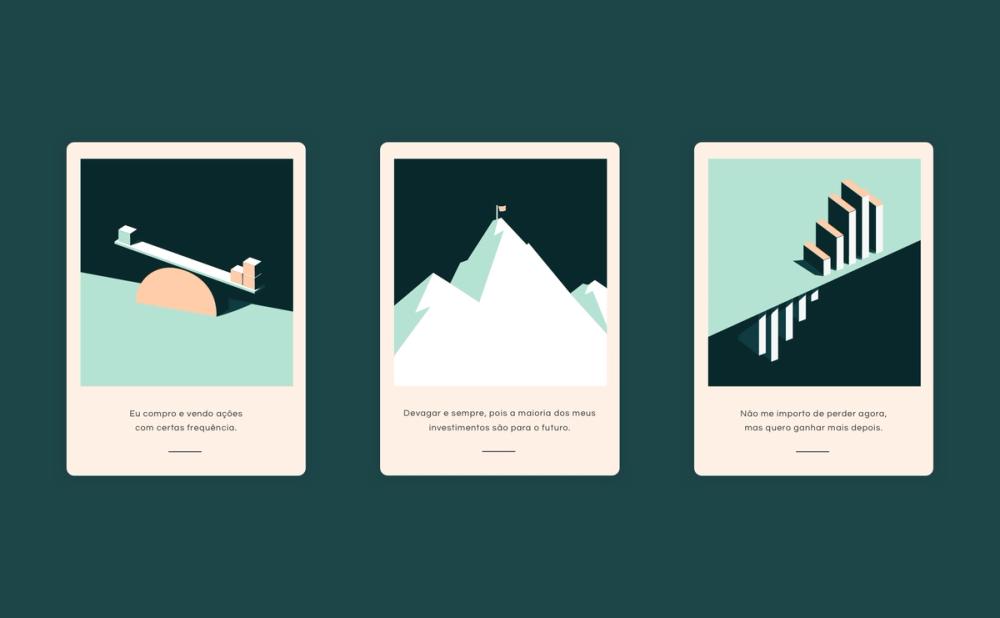 Eu compro e vendo ações
com certas frequência.
Devagar e sempre, pois a maioria dos meus
investimentos são para o futuro.
Não me importo de perder agora,
mas quero ganhar mais depois.